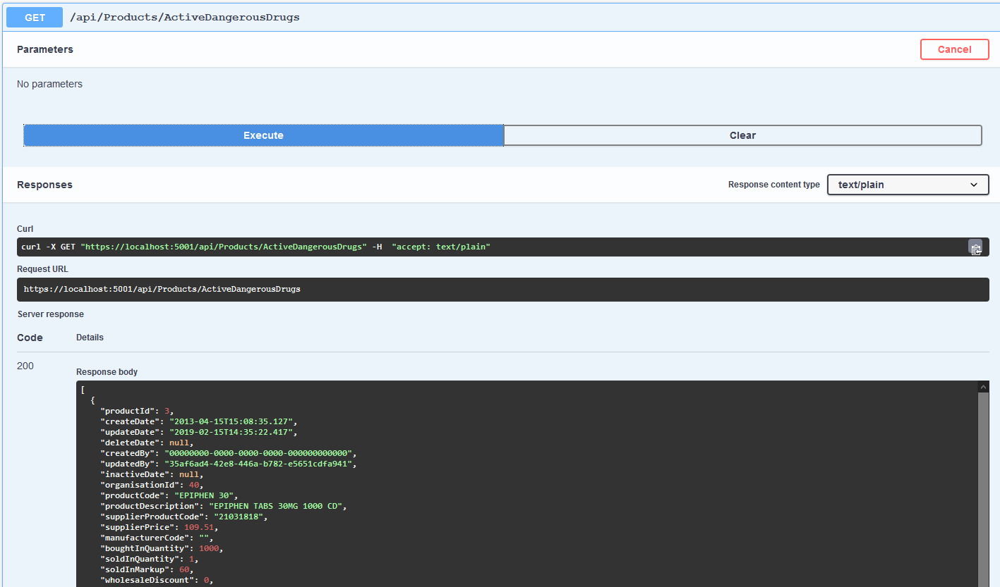 GET /api/Products/ActiveDangerousDrugs
Parameters Cancel
No parameters
Execute Clear
Responses Response content type text/plain
Curl
curl -X GET "https://localhost:5001/api/Products/ActiveDangerousDrugs" -H  "accept: text/plain"
Request URL
https://localhost:5001/api/Products/ActiveDangerousDrugs
Server response
Code Details
200
Response body
[
  {
    "productId": 3,
    "createDate": "2013-04-15T15:08:35.127",
    "updateDate": "2019-02-15T14:35:22.417",
    "deleteDate": null,
    "createdBy": "00000000-0000-0000-0000-000000000000",
    "updatedBy": "35af6ad4-42e8-446a-b782-e5651cdfa941",
    "inactiveDate": null,
    "organisationId": 40,
    "productCode": "EPIPHEN 30",
    "productDescription": "EPIPHEN TABS 30MG 1000 CD",
    "supplierProductCode": "21031818",
    "supplierPrice": 109.51,
    "manufacturerCode": "",
    "boughtInQuantity": 1000,
    "soldInQuantity": 1,
    "soldInMarkup": 60,
    "wholesaleDiscount": 0,